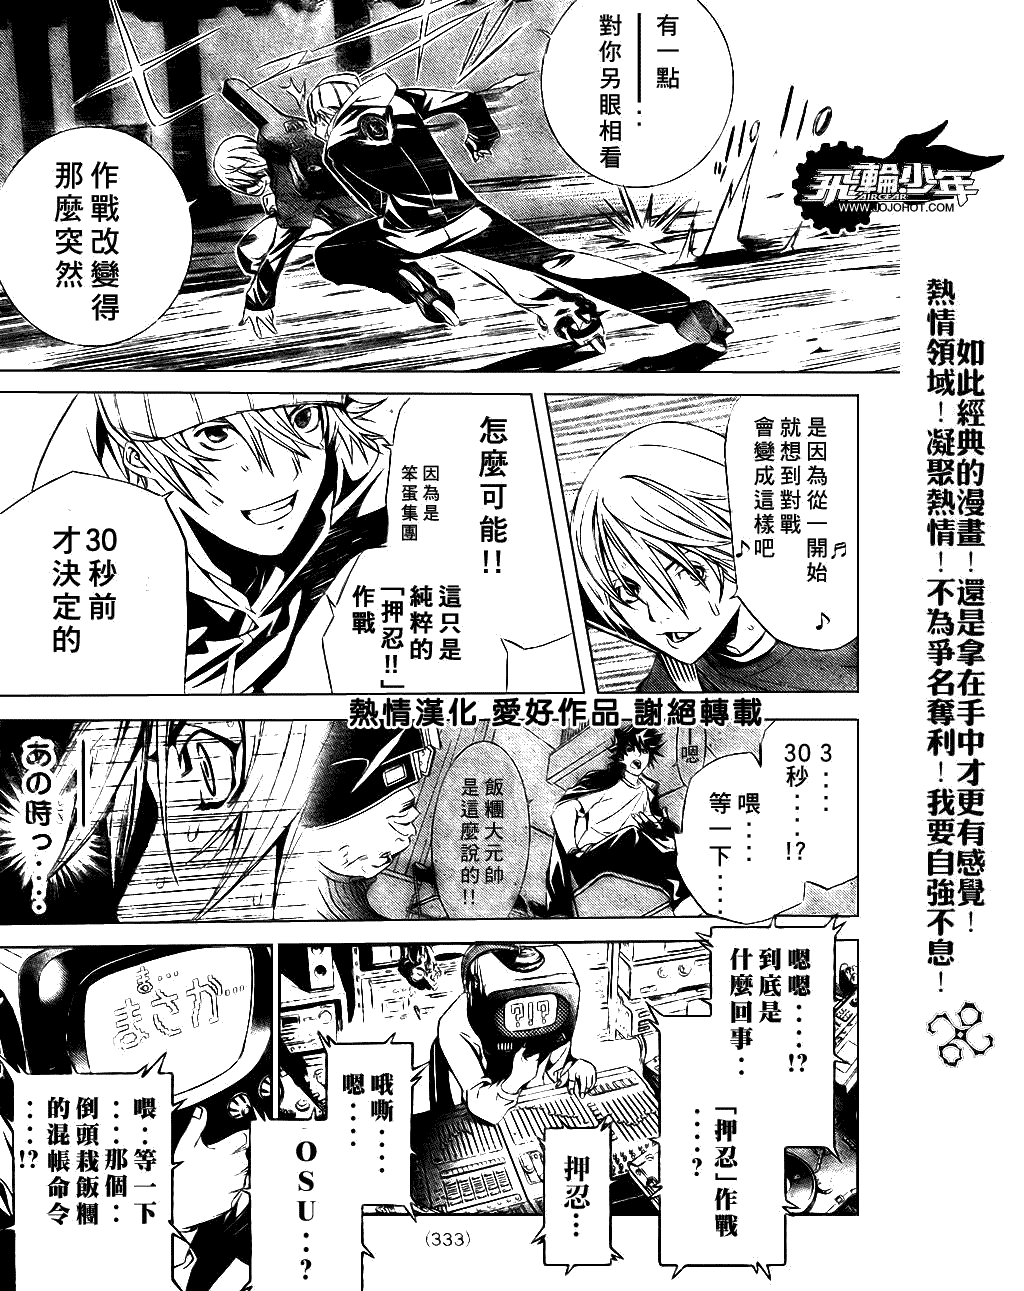 有一點
對你另眼相看
作戰改變得
那麼突然
飛輪少年
AIRGEAR
WWW.JOJOHOT.COM
如此經典的漫畫！還是拿在手中才更有感覺！
熱情領域！凝聚熱情！不為爭名奪利！我要自強不息！
是因為從一開始
就想到對戰
會變成這樣吧
怎麼可能!!
因為是
笨蛋集團
這只是
純粹的
「押忍!!」
作戰
30秒前
才決定的
熱情漢化 愛好作品 謝絕轉載
3‥‥
30秒‥‥‥!?
喂‥‥
等一下‥‥
嗯
飯糰大元帥
是這麼說的!!
あの時っ‥‥
嗯嗯‥‥!?
到底是
什麼回事‥
「押忍」作戰
‥‥?
?!?
押忍…
哦嘶‥‥
嗯‥‥
OSU‥?
ま…
まさか…
喂‥等一下
‥‥那個‥
倒頭栽飯糰
的混帳命令
‥‥!?
(333)